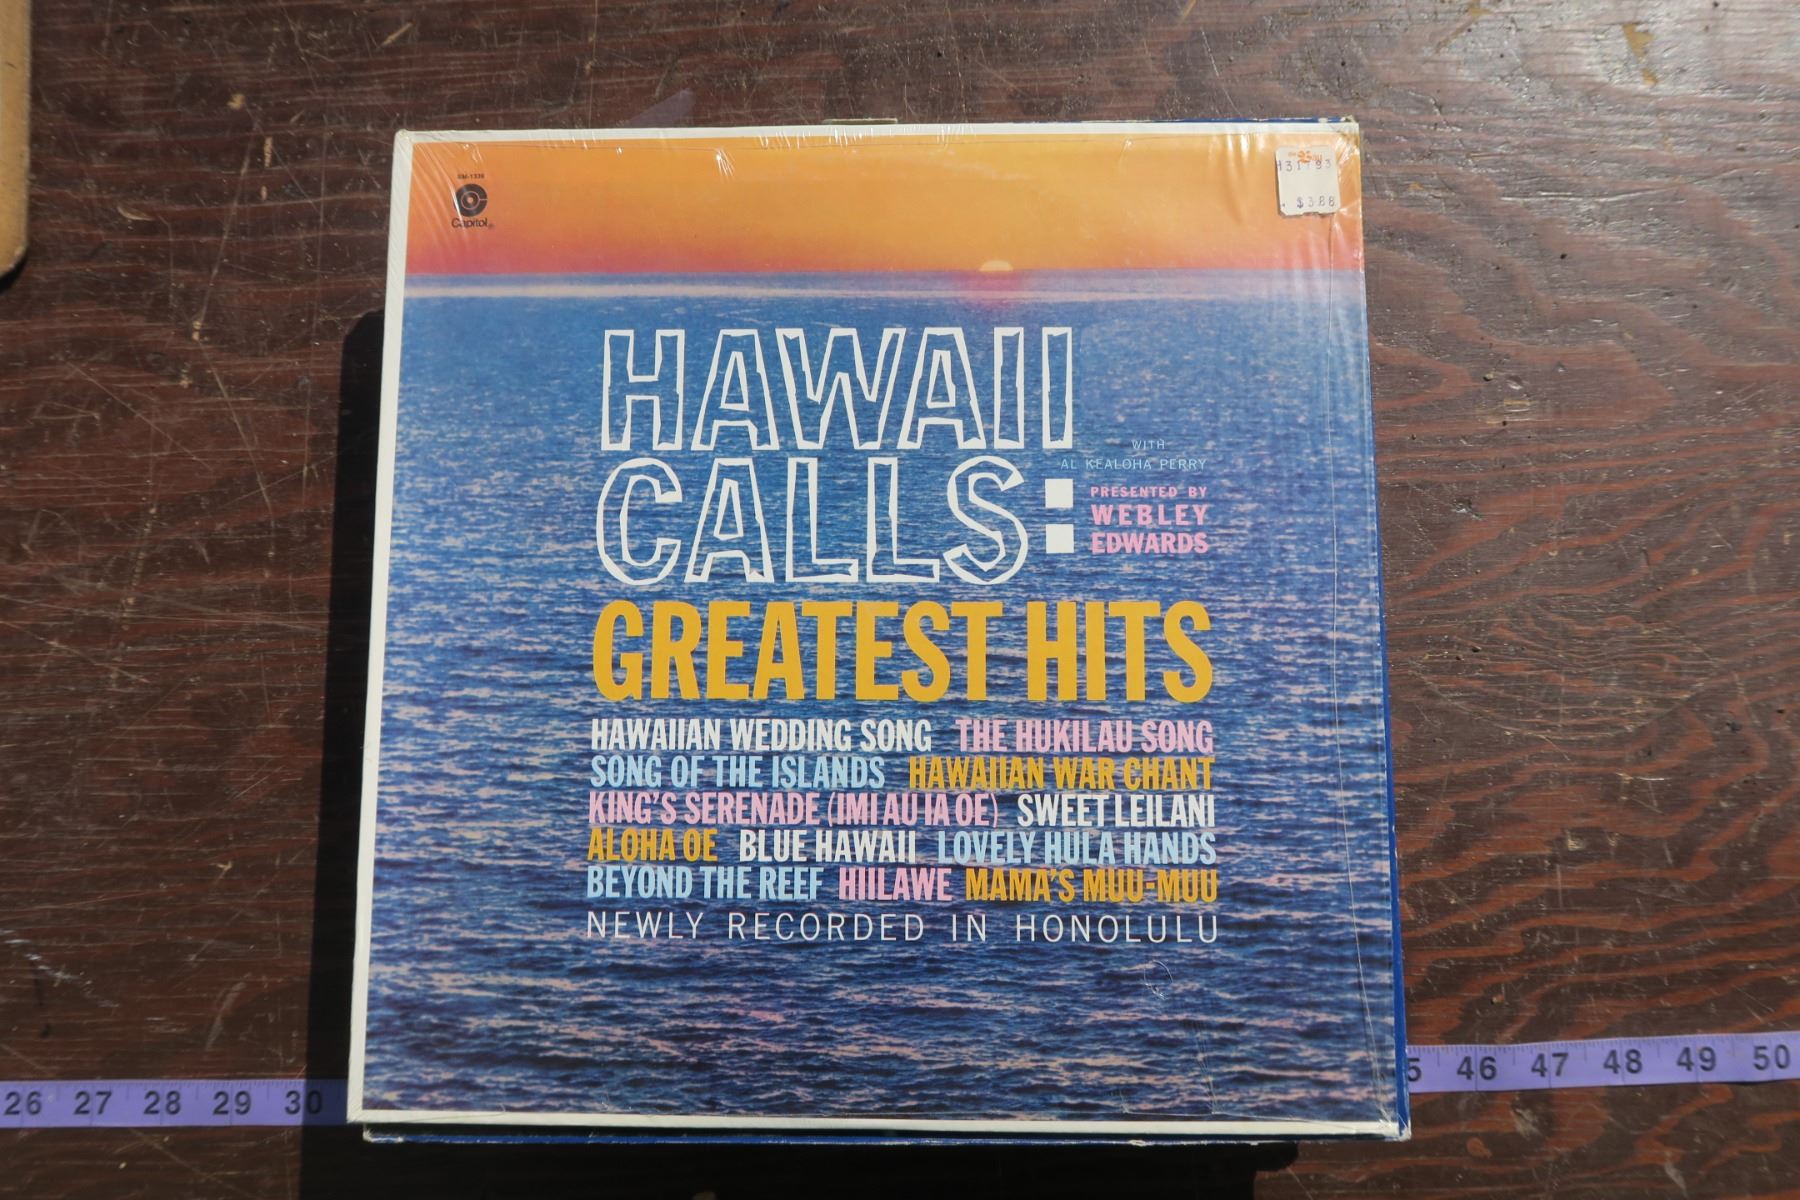 SM-1339
Capitol®
$3.88
HAWAII
CALLS:
WITH
AL KEALOHA PERRY
PRESENTED BY
WEBLEY
EDWARDS
GREATEST HITS
HAWAIIAN WEDDING SONG THE HUKILAU SONG
SONG OF THE ISLANDS HAWAIIAN WAR CHANT
KING'S SERENADE (IMI AU IA OE) SWEET LEILANI
ALOHA OE BLUE HAWAII LOVELY HULA HANDS
BEYOND THE REEF HIILAWE MAMA'S MUU-MUU
NEWLY RECORDED IN HONOLULU
26 27 28 29 30
46 47 48 49 50